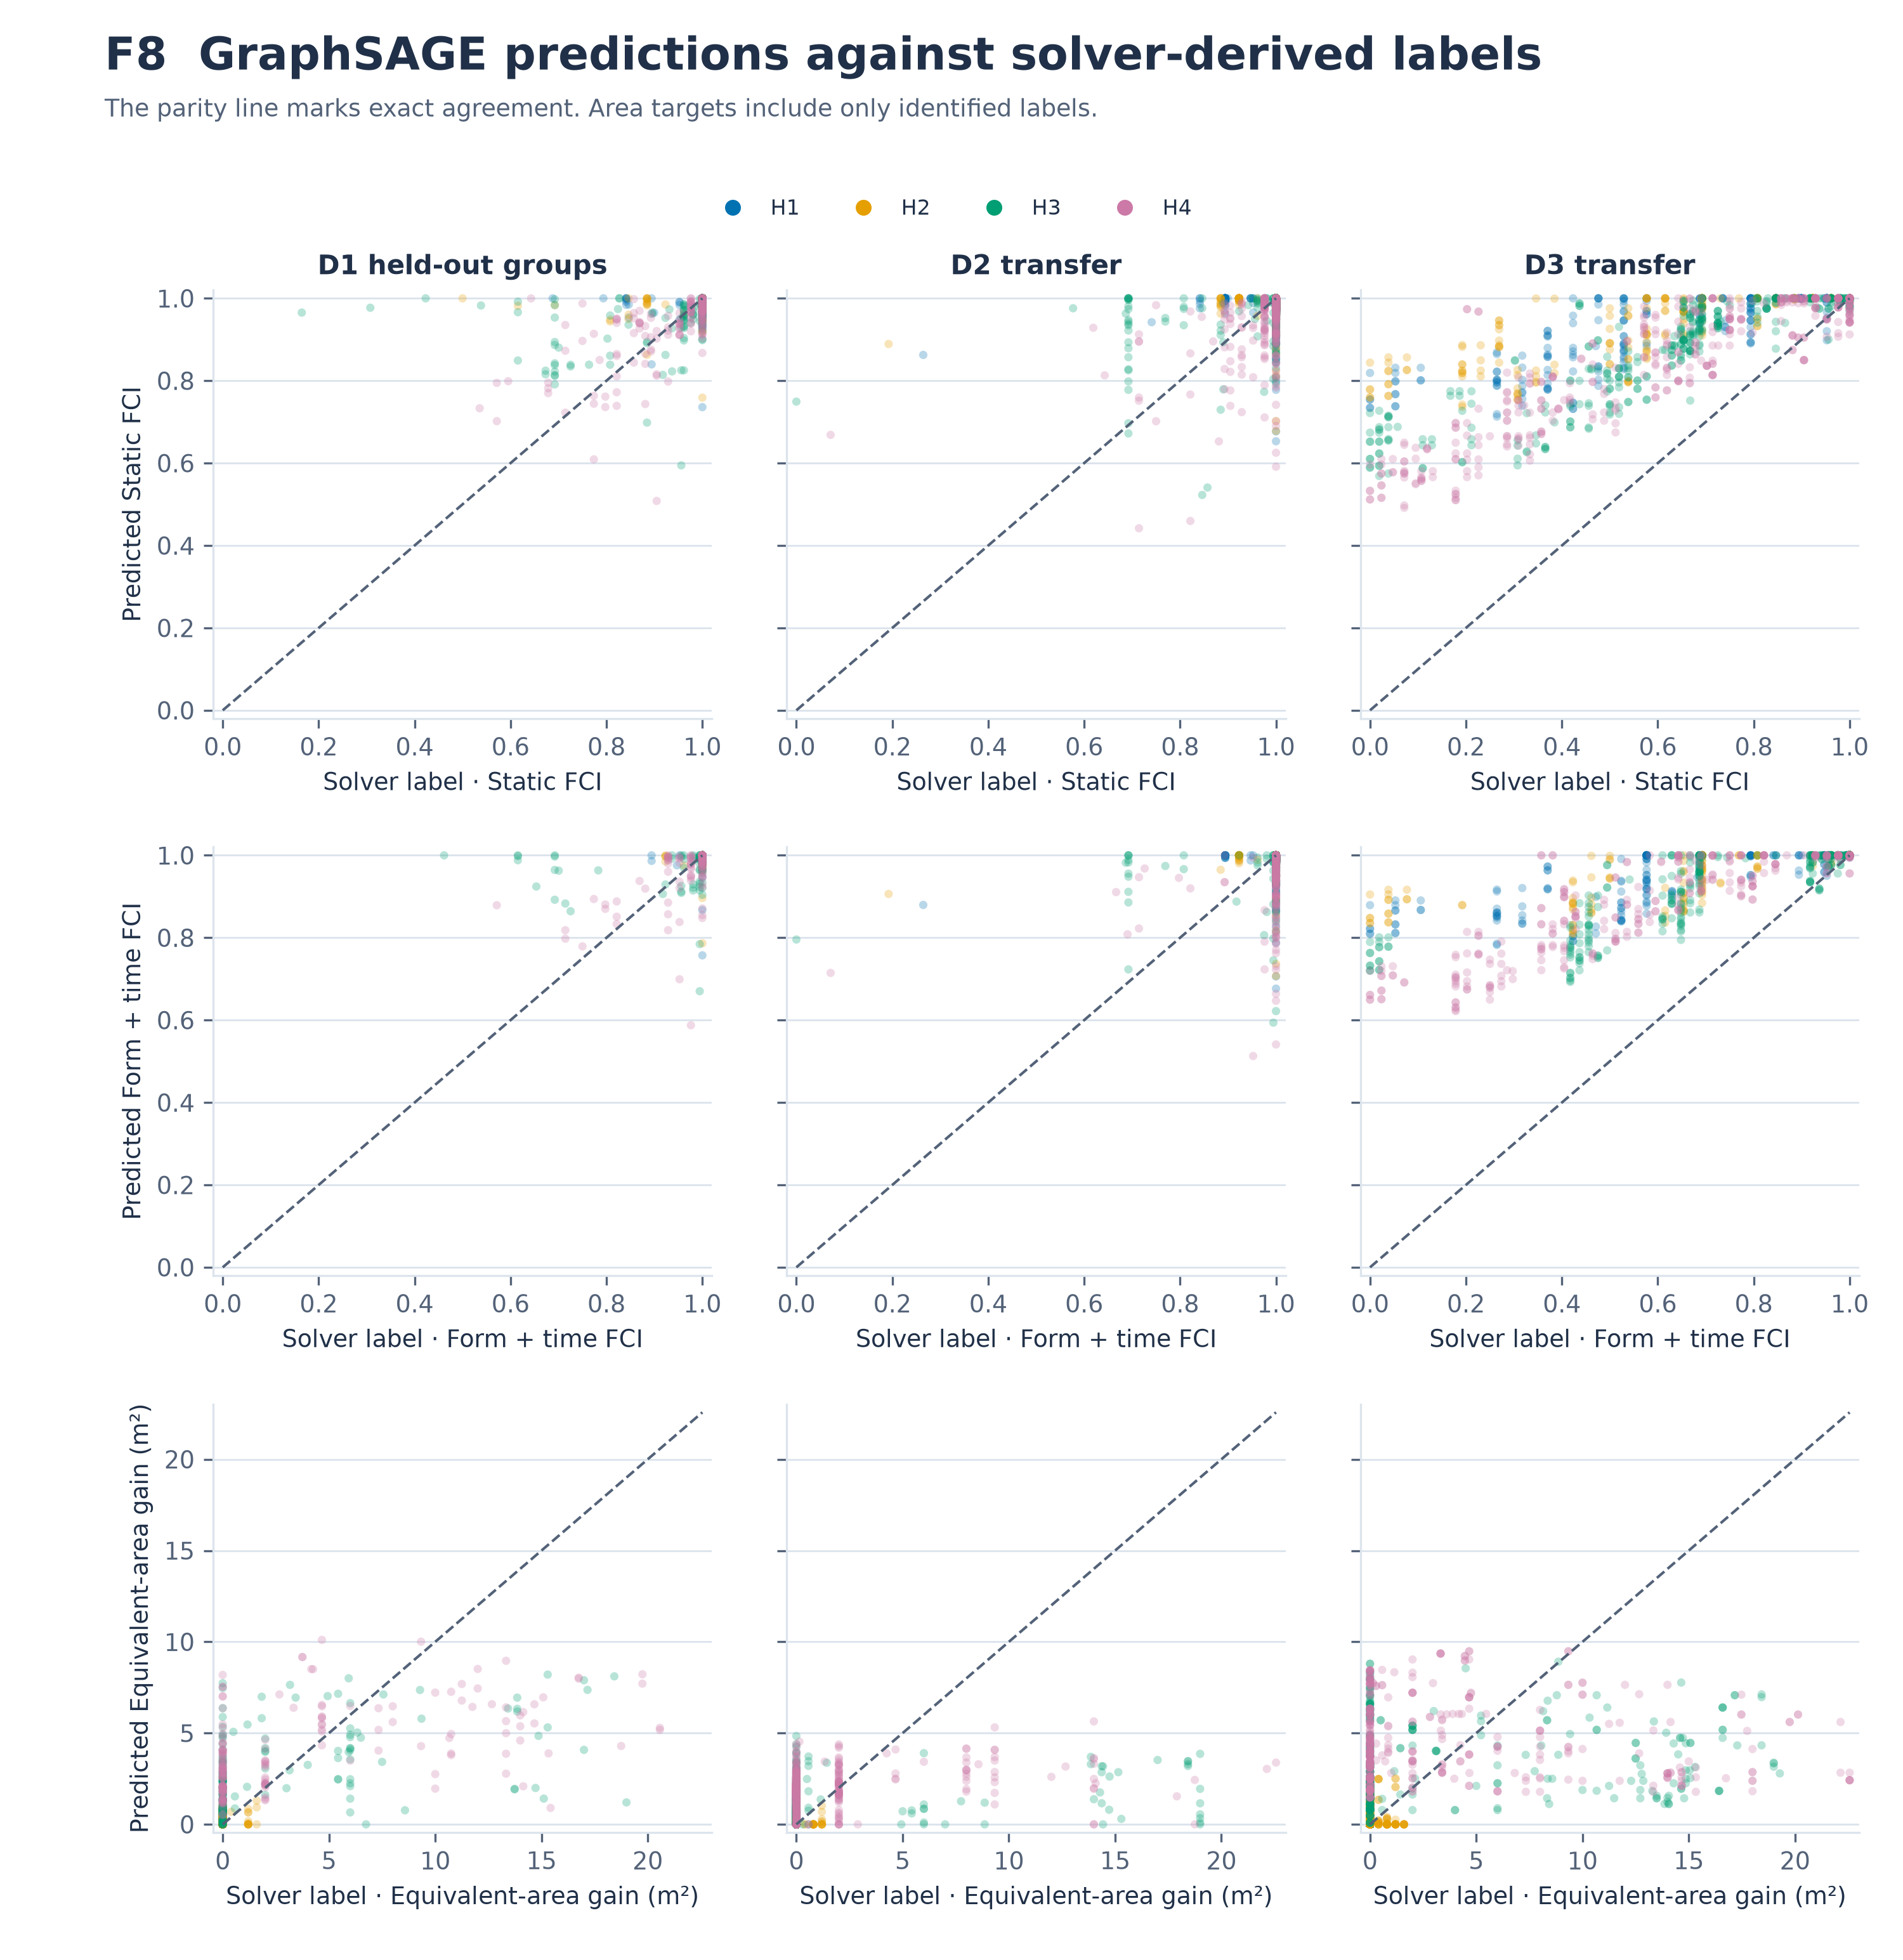 F8  GraphSAGE predictions against solver-derived labels
The parity line marks exact agreement. Area targets include only identified labels.
H1 H2 H3 H4
D1 held-out groups D2 transfer D3 transfer
Predicted Static FCI
1.0
0.8
0.6
0.4
0.2
0.0
0.0 0.2 0.4 0.6 0.8 1.0 0.0 0.2 0.4 0.6 0.8 1.0 0.0 0.2 0.4 0.6 0.8 1.0
Solver label · Static FCI Solver label · Static FCI Solver label · Static FCI
Predicted Form + time FCI
1.0
0.8
0.6
0.4
0.2
0.0
0.0 0.2 0.4 0.6 0.8 1.0 0.0 0.2 0.4 0.6 0.8 1.0 0.0 0.2 0.4 0.6 0.8 1.0
Solver label · Form + time FCI Solver label · Form + time FCI Solver label · Form + time FCI
Predicted Equivalent-area gain (m²)
20
15
10
5
0
0 5 10 15 20 0 5 10 15 20 0 5 10 15 20
Solver label · Equivalent-area gain (m²) Solver label · Equivalent-area gain (m²) Solver label · Equivalent-area gain (m²)